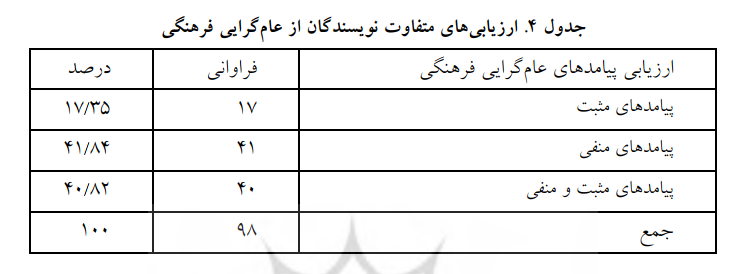 جدول ۴. ارزیابی‌های متفاوت نویسندگان از عام‌گرایی فرهنگی
ارزیابی پیامدهای عام‌گرایی فرهنگی فراوانی درصد
پیامدهای مثبت ۱۷ ۱۷/۳۵
پیامدهای منفی ۴۱ ۴۱/۸۴
پیامدهای مثبت و منفی ۴۰ ۴۰/۸۲
جمع ۹۸ ۱۰۰